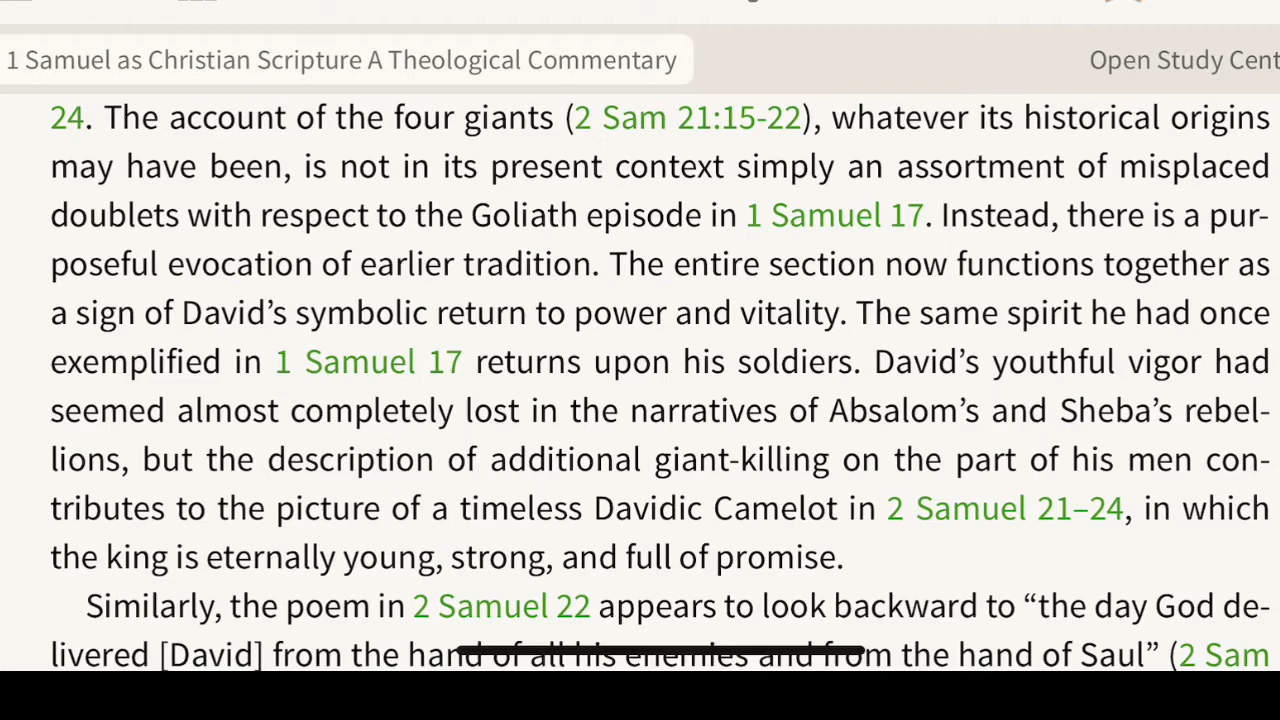 1 Samuel as Christian Scripture A Theological Commentary
Open Study Cent
24. The account of the four giants (2 Sam 21:15-22), whatever its historical origins
may have been, is not in its present context simply an assortment of misplaced
doublets with respect to the Goliath episode in 1 Samuel 17. Instead, there is a pur-
poseful evocation of earlier tradition. The entire section now functions together as
a sign of David’s symbolic return to power and vitality. The same spirit he had once
exemplified in 1 Samuel 17 returns upon his soldiers. David’s youthful vigor had
seemed almost completely lost in the narratives of Absalom’s and Sheba’s rebel-
lions, but the description of additional giant-killing on the part of his men con-
tributes to the picture of a timeless Davidic Camelot in 2 Samuel 21–24, in which
the king is eternally young, strong, and full of promise.
Similarly, the poem in 2 Samuel 22 appears to look backward to “the day God de-
livered [David] from the hand of all his enemies and from the hand of Saul” (2 Sam